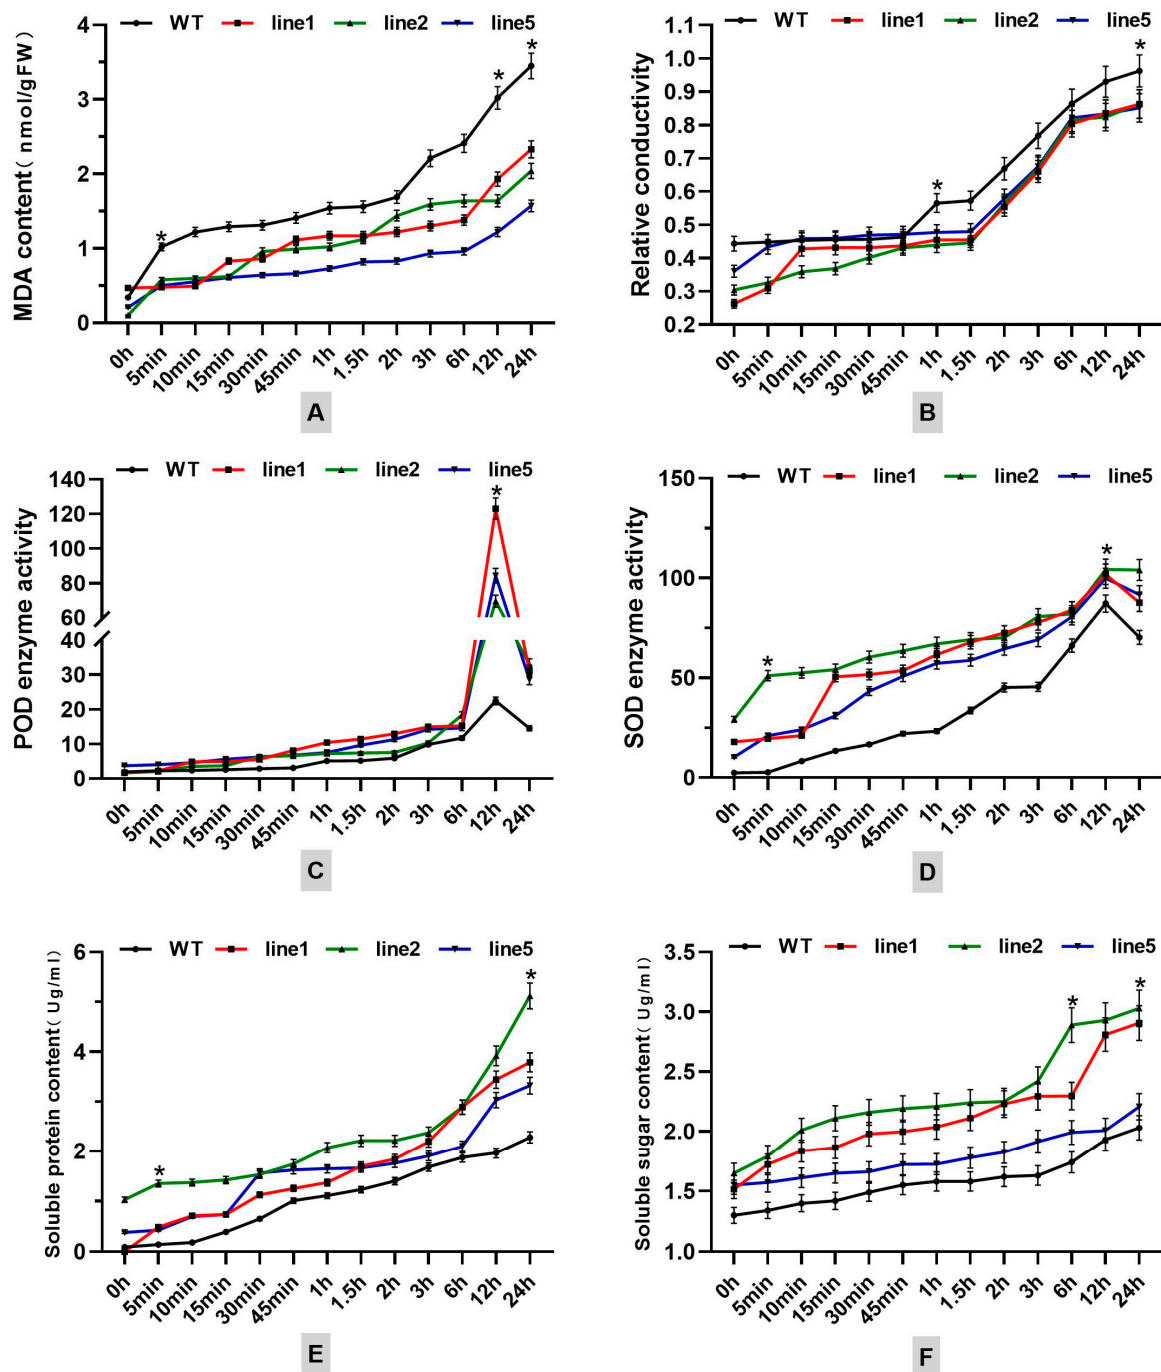 WT line1 line2 line5
MDA content( nmol/gFW)
4
3
2
1
0
* * *
0h 5min 10min 15min 30min 45min 1h 1.5h 2h 3h 6h 12h 24h
A
WT line1 line2 line5
Relative conductivity
1.1
1.0
0.9
0.8
0.7
0.6
0.5
0.4
0.3
0.2
* *
0h 5min 10min 15min 30min 45min 1h 1.5h 2h 3h 6h 12h 24h
B
WT line1 line2 line5
POD enzyme activity
140
120
100
80
60
40
30
20
10
0
*
0h 5min 10min 15min 30min 45min 1h 1.5h 2h 3h 6h 12h 24h
C
WT line1 line2 line5
SOD enzyme activity
150
100
50
0
* *
0h 5min 10min 15min 30min 45min 1h 1.5h 2h 3h 6h 12h 24h
D
WT line1 line2 line5
Soluble protein content( Ug/ml)
6
4
2
0
* *
0h 5min 10min 15min 30min 45min 1h 1.5h 2h 3h 6h 12h 24h
E
WT line1 line2 line5
Soluble sugar content( Ug/ml)
3.5
3.0
2.5
2.0
1.5
1.0
* *
0h 5min 10min 15min 30min 45min 1h 1.5h 2h 3h 6h 12h 24h
F